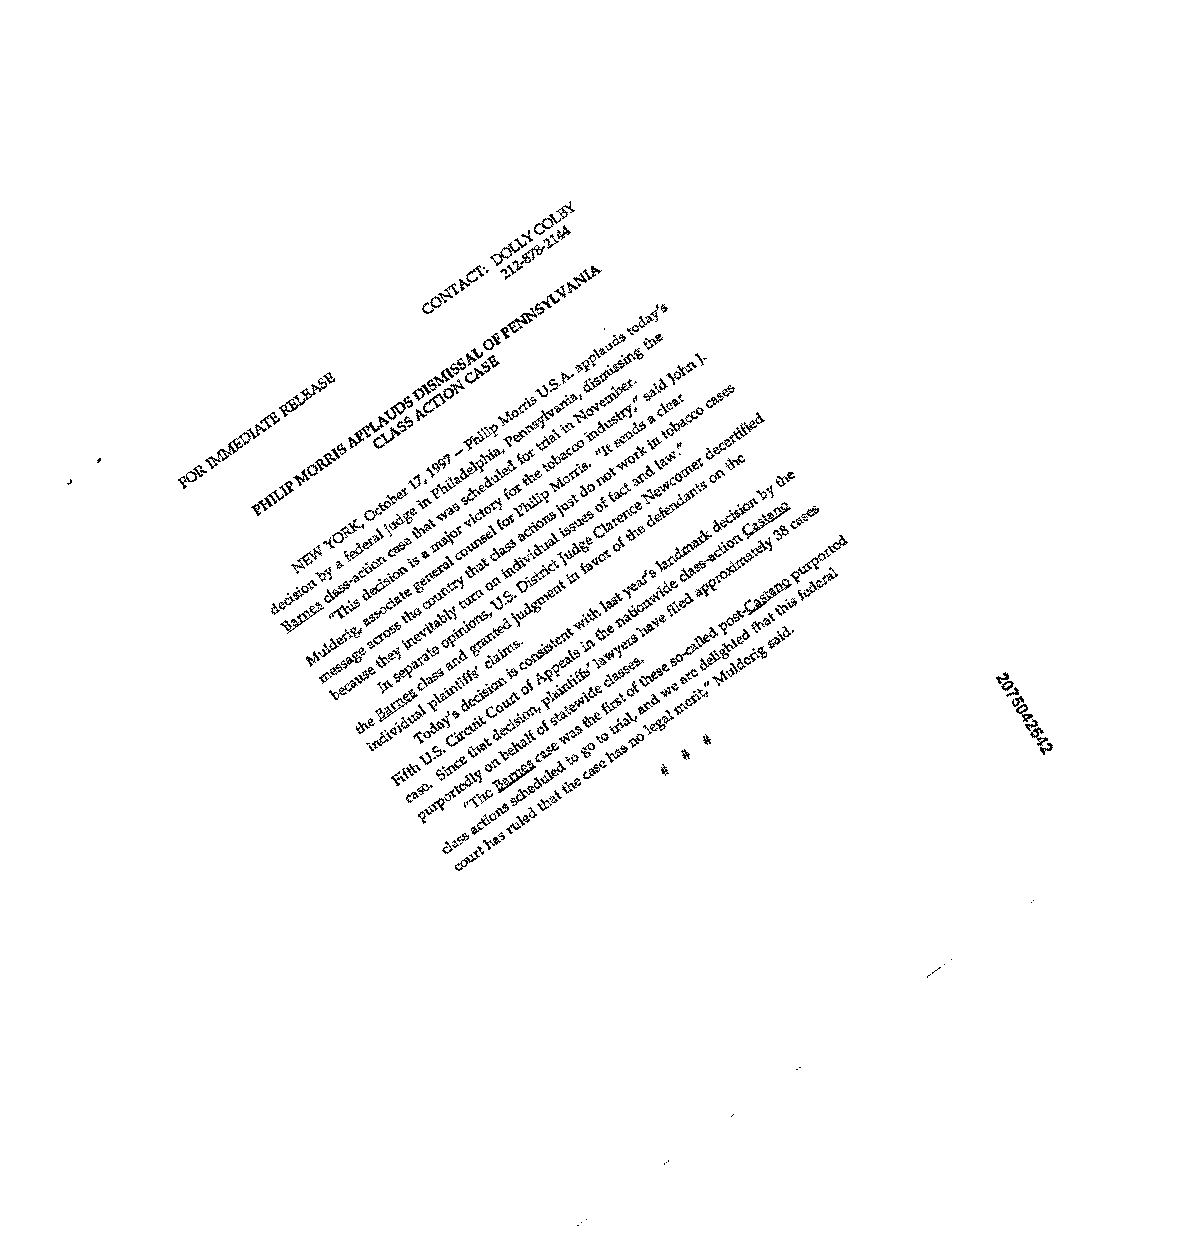 FOR IMMEDIATE RELEASE
CONTACT: DOLLY COLBY
212-878-2144
PHILIP MORRIS APPLAUDS DISMISSAL OF PENNSYLVANIA
CLASS ACTION CASE
NEW YORK, October 17, 1997 -- Philip Morris U.S.A. applauds today's
decision by a federal judge in Philadelphia, Pennsylvania, dismissing the
Barnes class-action case that was scheduled for trial in November.
"This decision is a major victory for the tobacco industry," said John J.
Mulderig, associate general counsel for Philip Morris. "It sends a clear
message across the country that class actions just do not work in tobacco cases
because they inevitably turn on individual issues of fact and law."
In separate opinions, U.S. District Judge Clarence Newcomer decertified
the Barnes class and granted judgment in favor of the defendants on the
individual plaintiffs' claims.
Today's decision is consistent with last year's landmark decision by the
Fifth U.S. Circuit Court of Appeals in the nationwide class-action Castano
case. Since that decision, plaintiffs' lawyers have filed approximately 38 cases
purportedly on behalf of statewide classes.
"The Barnes case was the first of these so-called post-Castano purported
class actions scheduled to go to trial, and we are delighted that this federal
court has ruled that the case has no legal merit," Mulderig said.
# # #
2075042642